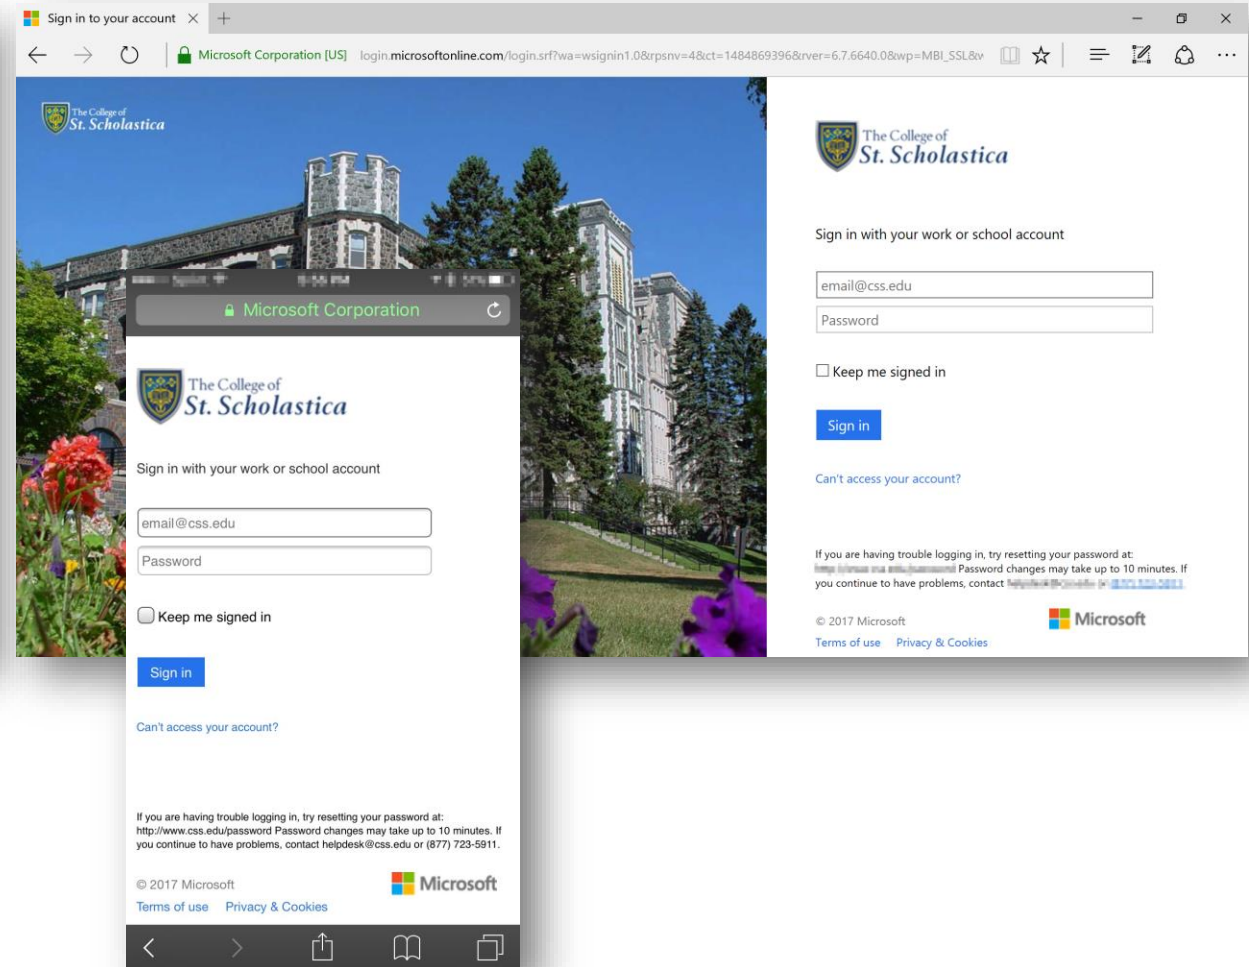 Sign in to your account
Microsoft Corporation [US] login.microsoftonline.com/login.srf?wa=wsignin1.0&rpsnv=4&ct=1484869396&rver=6.7.6640.0&wp=MBI_SSL&w
The College of
St. Scholastica
The College of
St. Scholastica
Sign in with your work or school account
email@css.edu
Password
Keep me signed in
Sign in
Can't access your account?
If you are having trouble logging in, try resetting your password at:
Password changes may take up to 10 minutes. If
you continue to have problems, contact
© 2017 Microsoft
Microsoft
Terms of use Privacy & Cookies
Microsoft Corporation
The College of
St. Scholastica
Sign in with your work or school account
email@css.edu
Password
Keep me signed in
Sign in
Can't access your account?
If you are having trouble logging in, try resetting your password at:
http://www.css.edu/password Password changes may take up to 10 minutes. If
you continue to have problems, contact helpdesk@css.edu or (877) 723-5911.
© 2017 Microsoft
Microsoft
Terms of use Privacy & Cookies